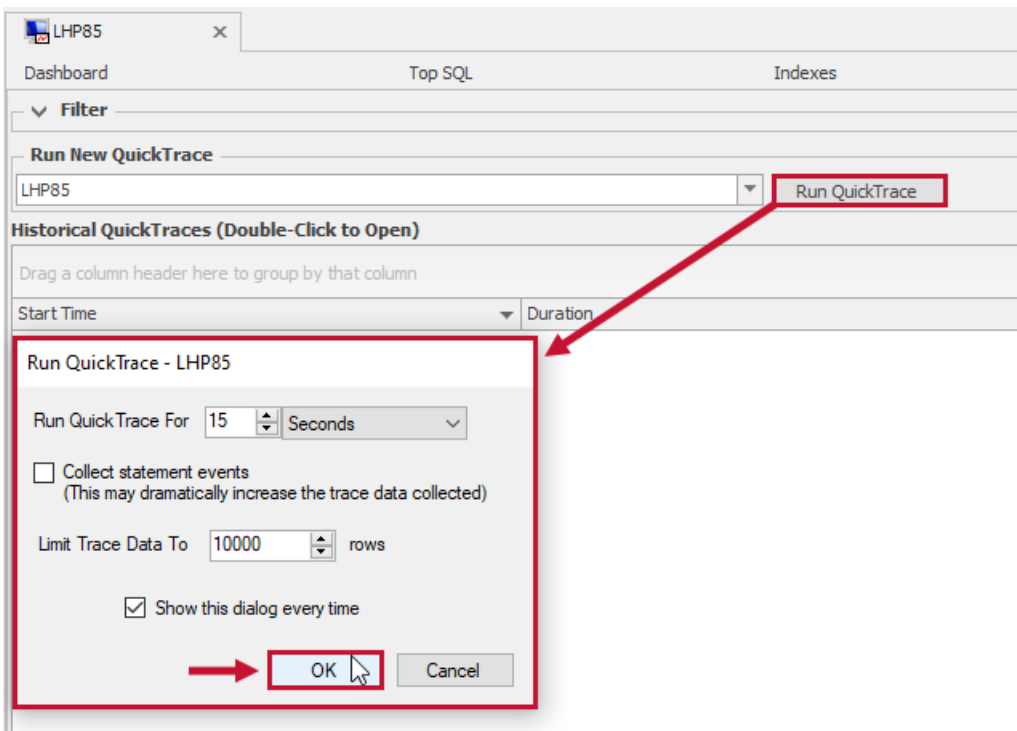 LHP85
Dashboard Top SQL Indexes
Filter
Run New QuickTrace
LHP85 Run QuickTrace
Historical QuickTraces (Double-Click to Open)
Drag a column header here to group by that column
Start Time Duration
Run QuickTrace - LHP85
Run QuickTrace For 15 Seconds
Collect statement events
(This may dramatically increase the trace data collected)
Limit Trace Data To 10000 rows
Show this dialog every time
OK Cancel